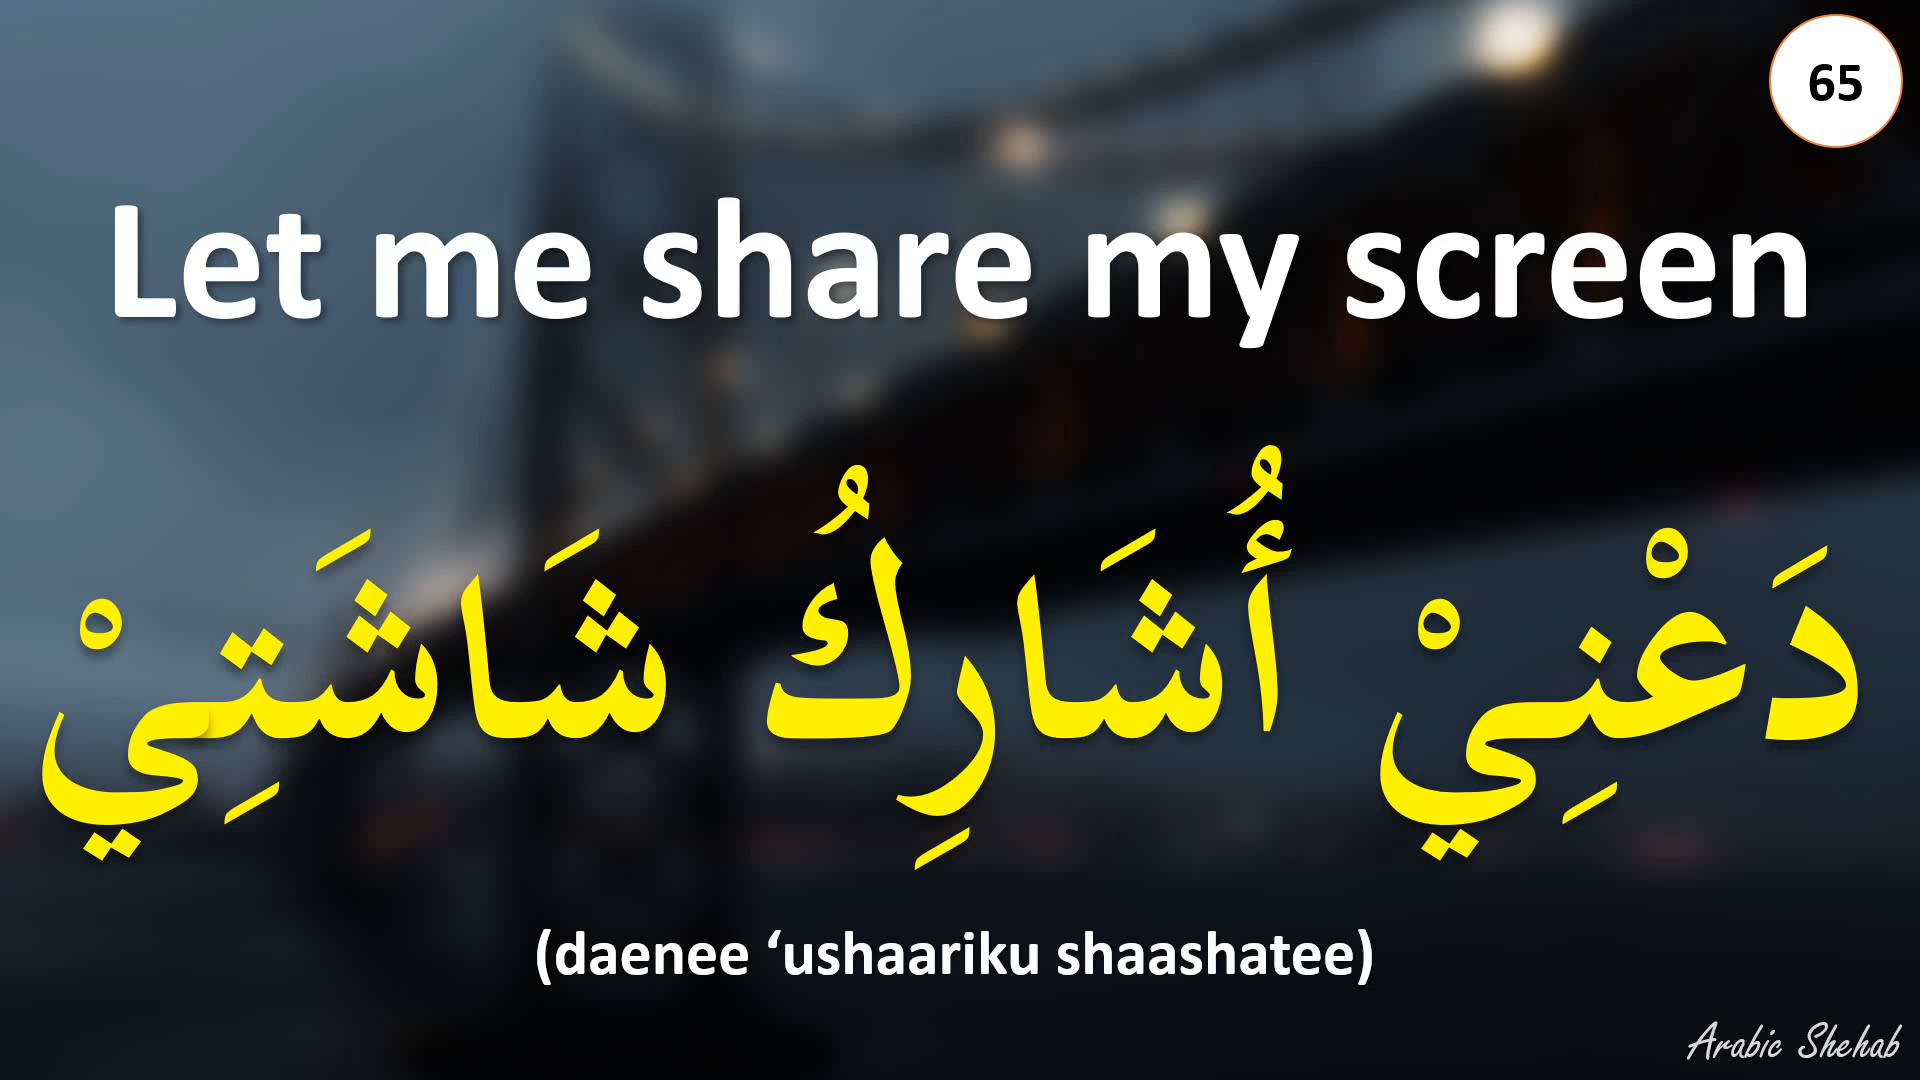 65
Let me share my screen
دَعْنِيْ أُشَارِكُ شَاشَتِيْ
(daenee ‘ushaariku shaashatee)
Arabic Shehab